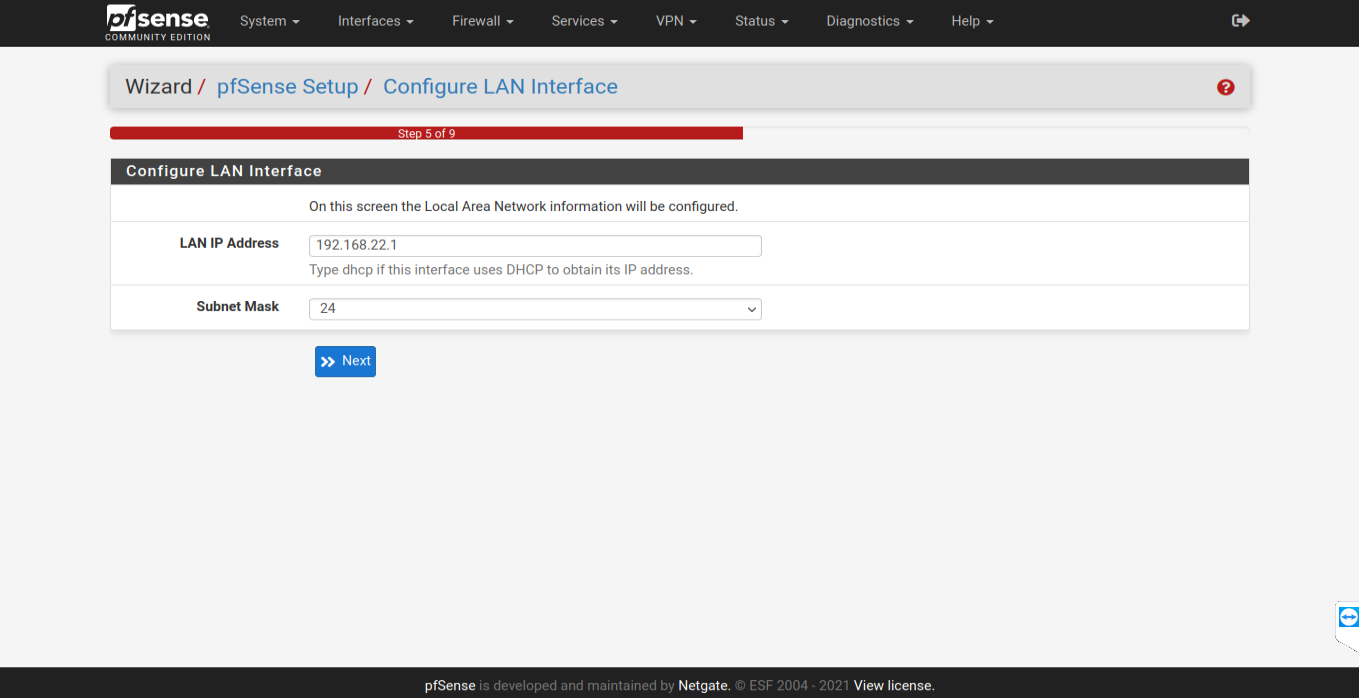 pfsense
COMMUNITY EDITION
System
Interfaces
Firewall
Services
VPN
Status
Diagnostics
Help
Wizard / pfSense Setup / Configure LAN Interface
Step 5 of 9
Configure LAN Interface
On this screen the Local Area Network information will be configured.
LAN IP Address
192.168.22.1
Type dhcp if this interface uses DHCP to obtain its IP address.
Subnet Mask
24
Next
pfSense is developed and maintained by Netgate. © ESF 2004 - 2021 View license.